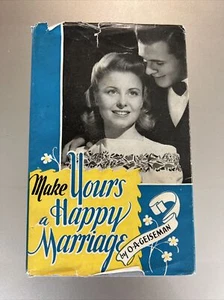 Make Yours
a Happy
Marriage
by O.A. GEISEMAN